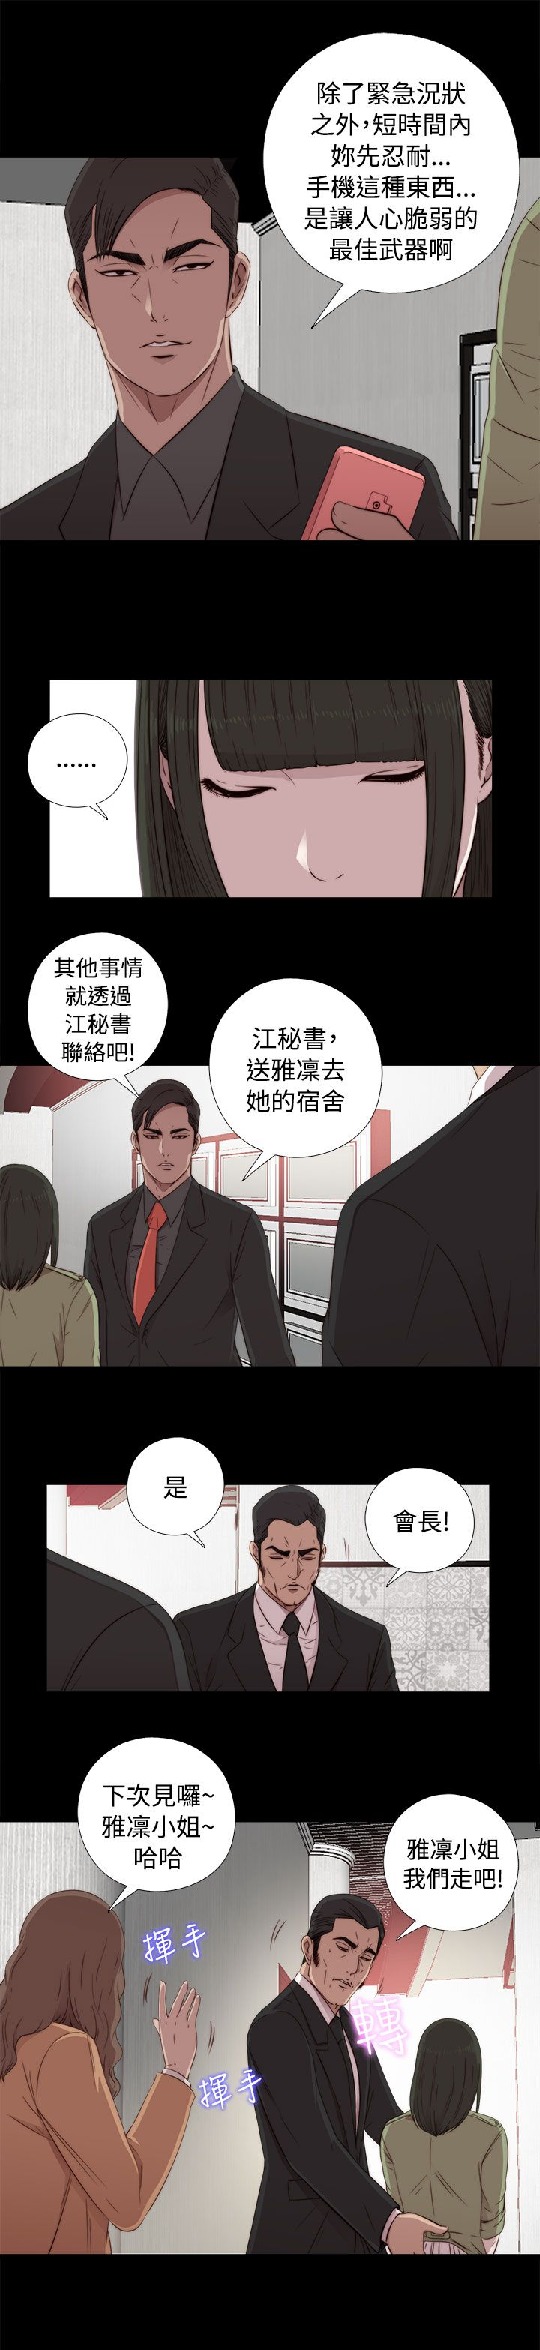 除了緊急況狀
之外，短時間內
妳先忍耐...
手機這種東西...
是讓人心脆弱的
最佳武器啊
......
其他事情
就透過
江秘書
聯絡吧!
江秘書，
送雅凜去
她的宿舍
是
會長!
下次見囉~
雅凜小姐~
哈哈
雅凜小姐
我們走吧!
揮手
轉
揮手